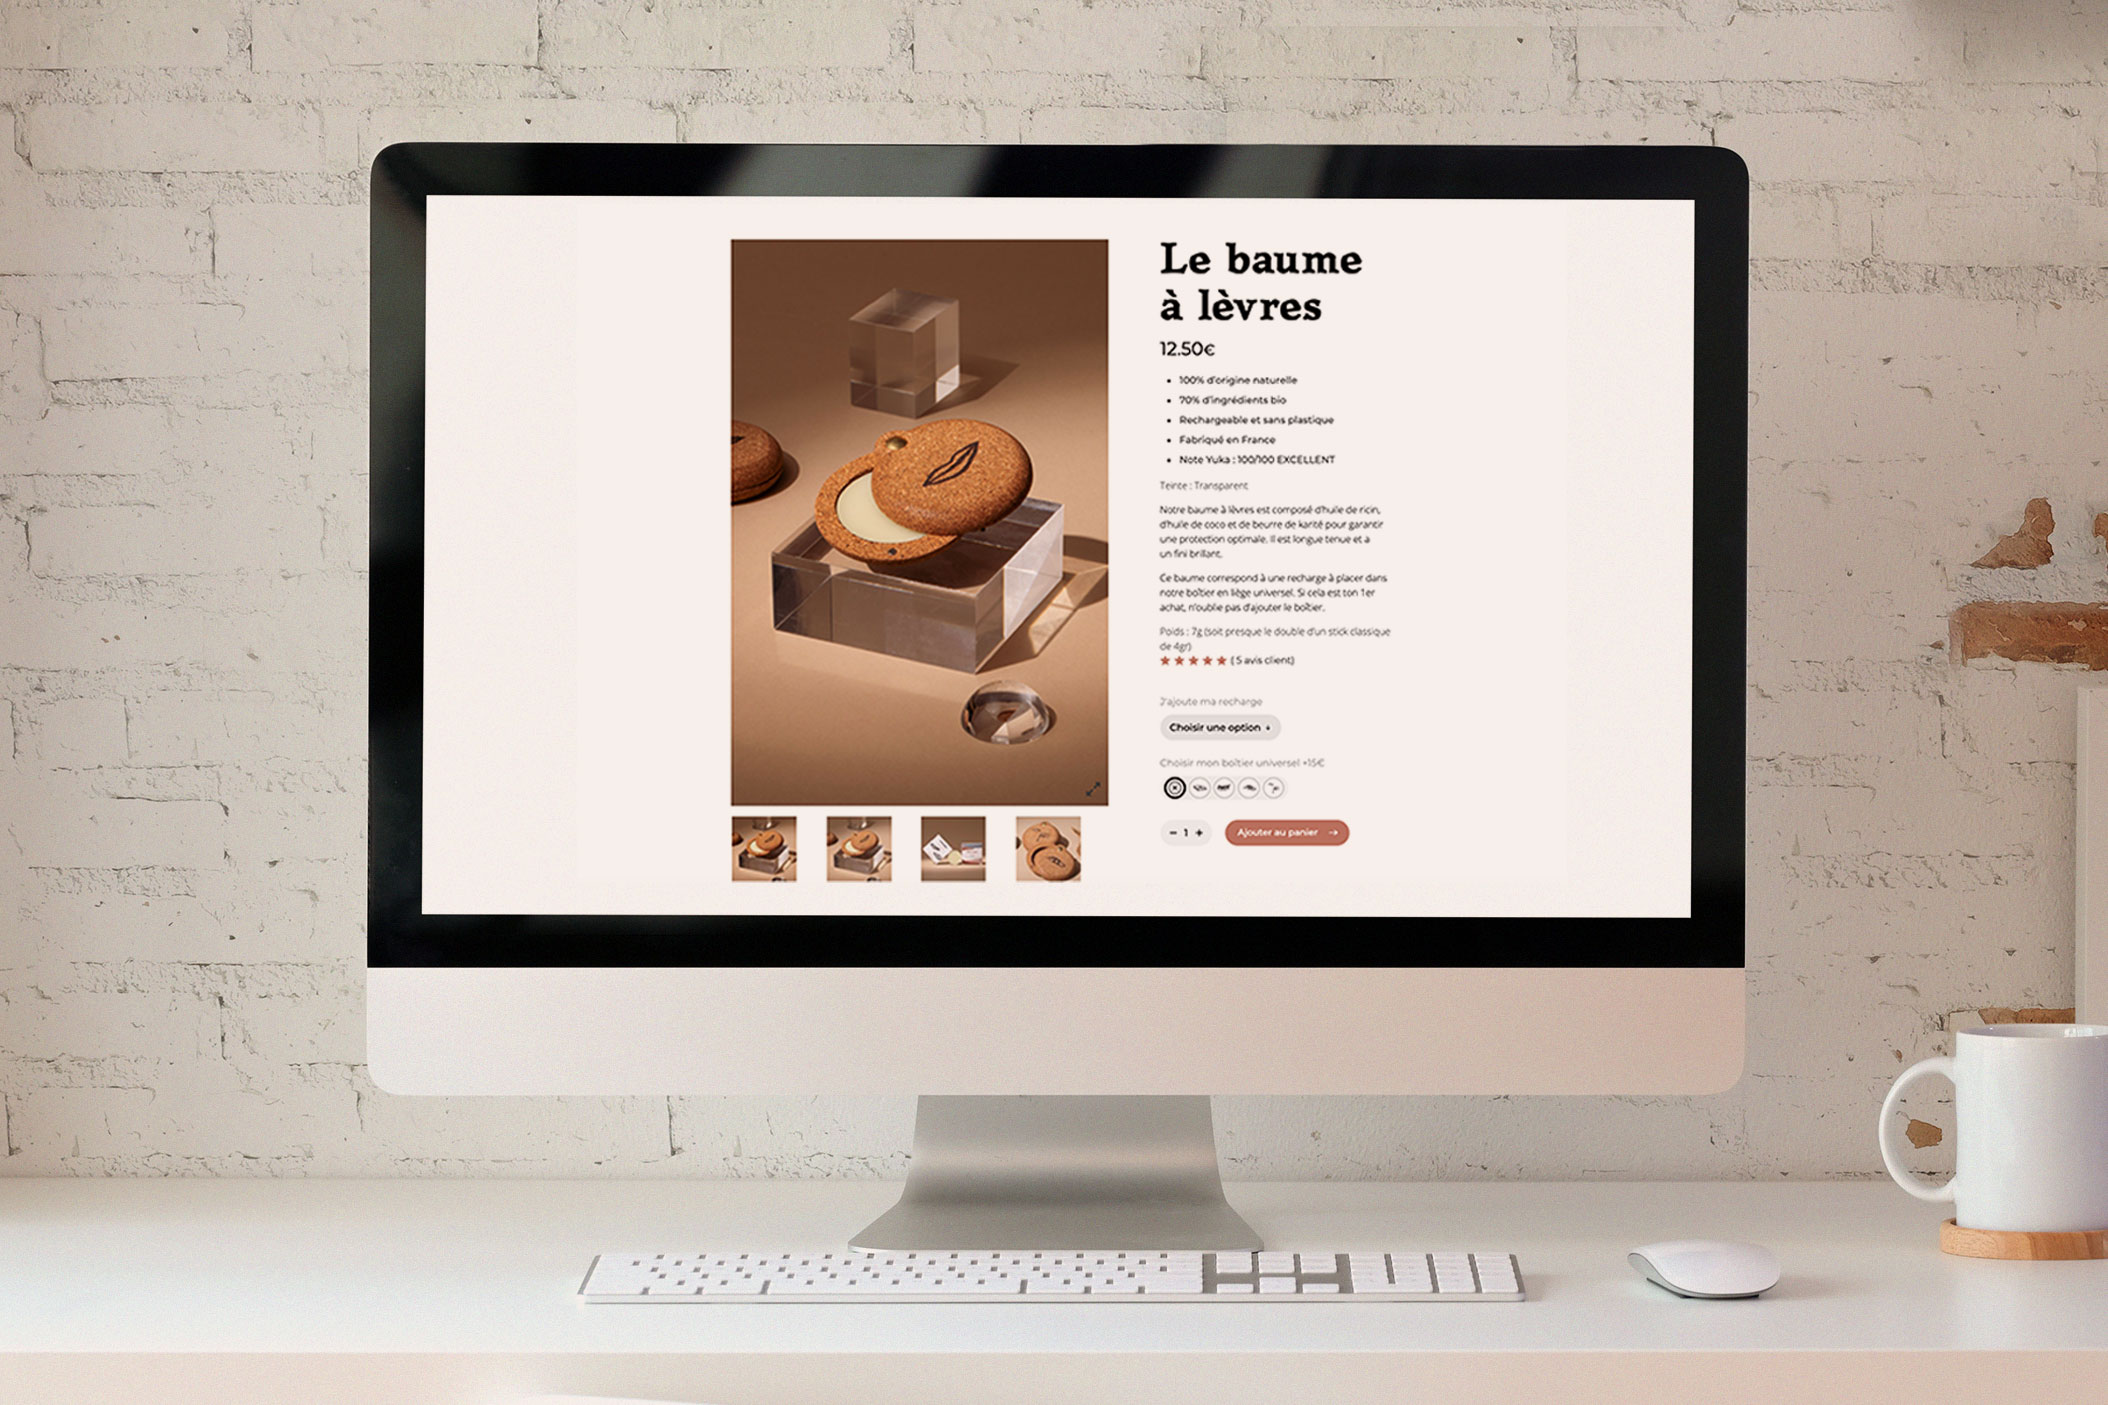 Le baume
à lèvres
12.50€
• 100% d'origine naturelle
• 70% d'ingrédients bio
• Rechargeable et sans plastique
• Fabriqué en France
• Note Yuka : 100/100 EXCELLENT
Teinte : Transparent
Notre baume à lèvres est composé d'huile de ricin,
d'huile de coco et de beurre de karité pour garantir
une protection optimale. Il est longue tenue et a
un fini brillant.
Ce baume correspond à une recharge à placer dans
notre boîtier en liège universel. Si cela est ton 1er
achat, n'oublie pas d'ajouter le boîtier.
Poids : 7g (soit presque le double d'un stick classique
de 4gr)
★★★★★ ( 5 avis client)
J'ajoute ma recharge
Choisir une option
Choisir mon boîtier universel +15€
− 1 +
Ajouter au panier →